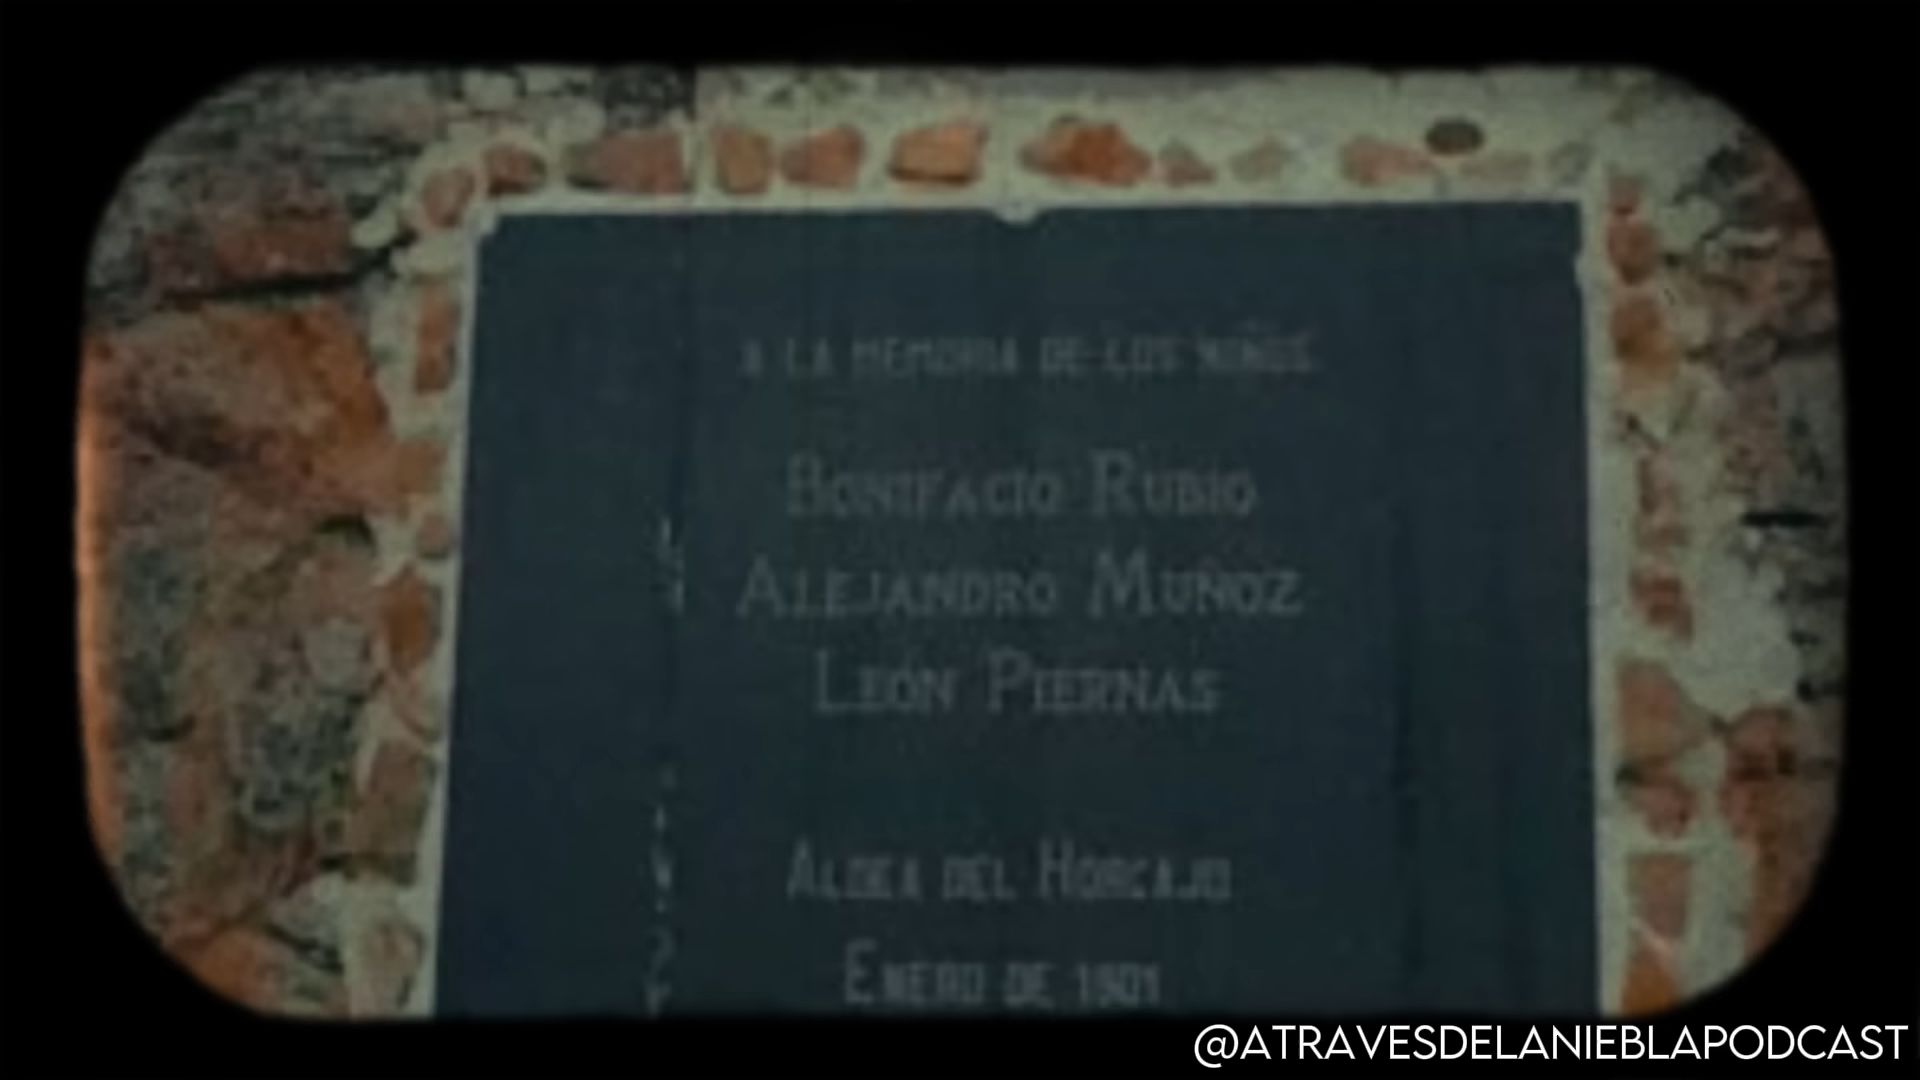 A LA MEMORIA DE LOS NIÑOS
BONIFACIO RUBIO
ALEJANDRO MUÑOZ
LEÓN PIERNAS
ALDEA DEL HORCAJO
ENERO DE 1901
@ATRAVESDELANIEBLAPODCAST